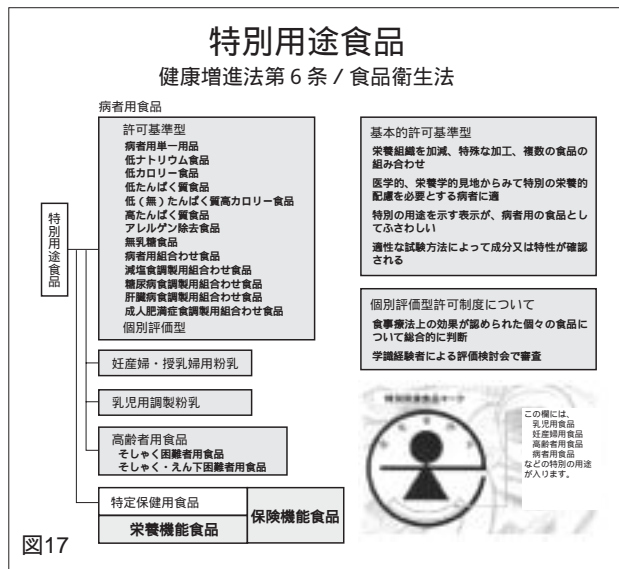 特別用途食品
健康増進法第6条 / 食品衛生法
病者用食品
許可基準型
病者用単一用品
低ナトリウム食品
低カロリー食品
低たんぱく質食品
低（無）たんぱく質高カロリー食品
高たんぱく質食品
アレルゲン除去食品
無乳糖食品
病者用組合わせ食品
減塩食調製用組合わせ食品
糖尿病食調製用組合わせ食品
肝臓病食調製用組合わせ食品
成人肥満症食調製用組合わせ食品
個別評価型
特別用途食品
妊産婦・授乳婦用粉乳
乳児用調製粉乳
高齢者用食品
そしゃく困難者用食品
そしゃく・えん下困難者用食品
特定保健用食品
栄養機能食品
保険機能食品
基本的許可基準型
栄養組織を加減、特殊な加工、複数の食品の
組み合わせ
医学的、栄養学的見地からみて特別の栄養的
配慮を必要とする病者に適
特別の用途を示す表示が、病者用の食品とし
てふさわしい
適性な試験方法によって成分又は特性が確認
される
個別評価型許可制度について
食事療法上の効果が認められた個々の食品に
ついて総合的に判断
学識経験者による評価検討会で審査
特別用途食品マーク
この欄には、
乳児用食品
妊産婦用食品
高齢者用食品
病者用食品
などの特別の用途
が入ります。
図17